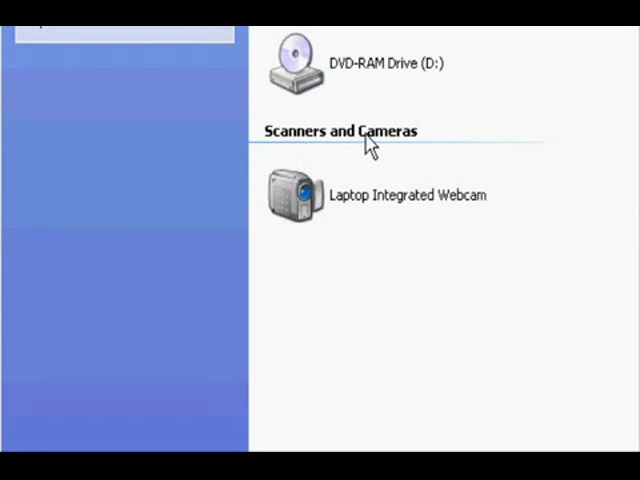 DVD-RAM Drive (D:)
Scanners and Cameras
Laptop Integrated Webcam